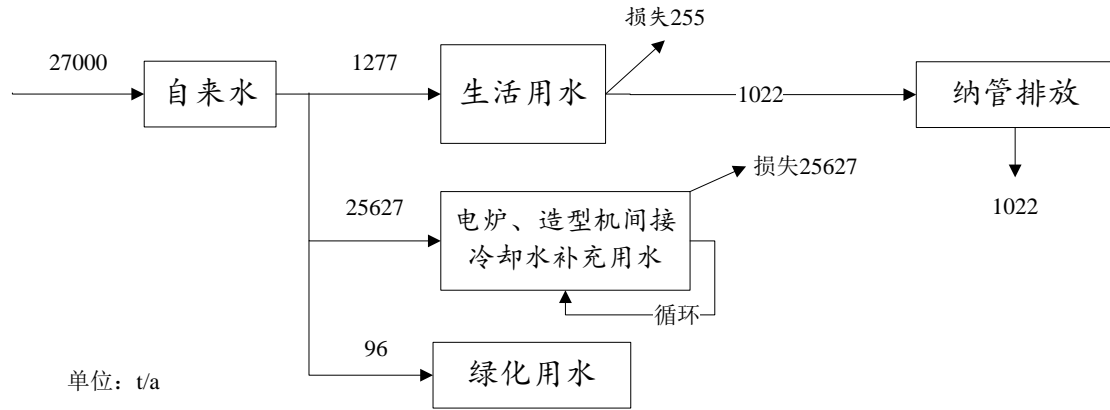 损失255
27000
1277
自来水
生活用水
1022
纳管排放
1022
损失25627
25627
电炉、造型机间接
冷却水补充用水
循环
96
绿化用水
单位：t/a